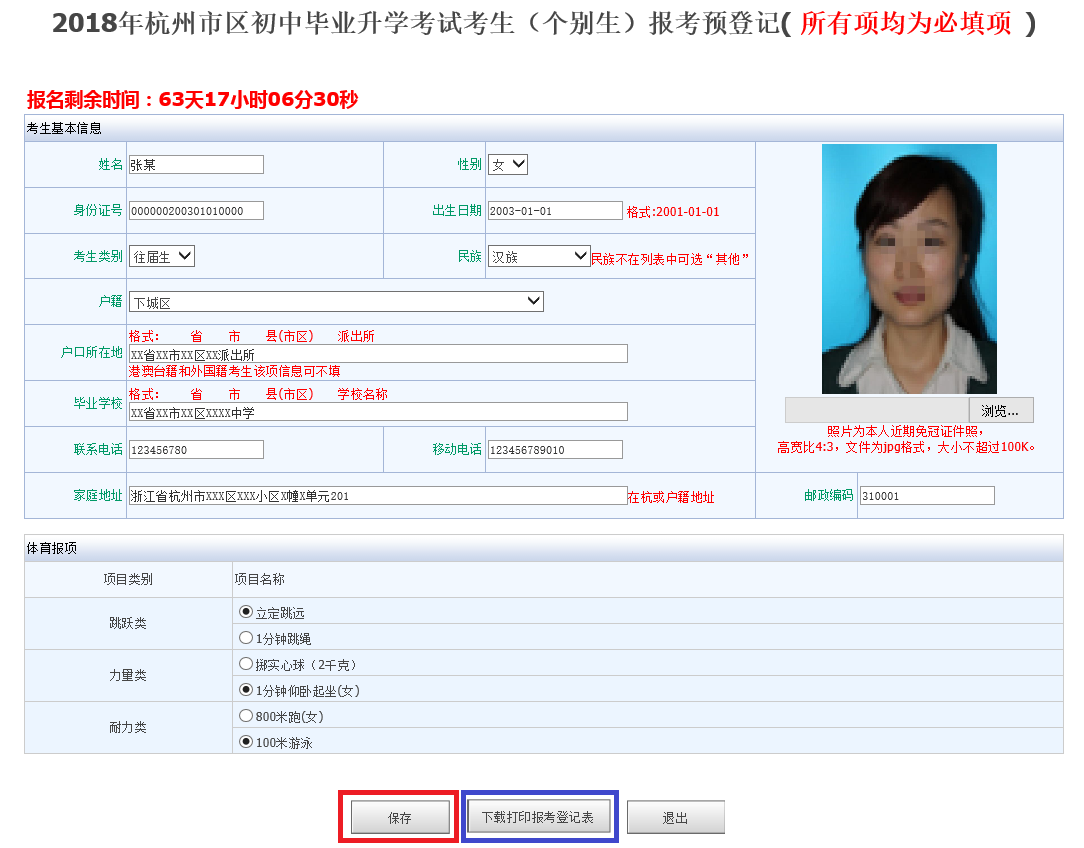 2018年杭州市区初中毕业升学考试考生（个别生）报考预登记( 所有项均为必填项 )
报名剩余时间：63天17小时06分30秒
考生基本信息
姓名 张某 性别 女
身份证号 000000200301010000 出生日期 2003-01-01 格式:2001-01-01
考生类别 往届生 民族 汉族 民族不在列表中可选“其他”
户籍 下城区
格式: 省 市 县(市区) 派出所
户口所在地 XX省XX市XX区XX派出所
港澳台籍和外国籍考生该项信息可不填
格式: 省 市 县(市区) 学校名称
毕业学校 XX省XX市XX区XXXX中学
浏览...
照片为本人近期免冠证件照，
高宽比4:3，文件为jpg格式，大小不超过100K。
联系电话 123456780 移动电话 123456789010
家庭地址 浙江省杭州市XXX区XXX小区X幢X单元201 在杭或户籍地址 邮政编码 310001
体育报项
项目类别 项目名称
跳跃类
立定跳远
1分钟跳绳
力量类
掷实心球（2千克）
1分钟仰卧起坐(女)
耐力类
800米跑(女)
100米游泳
保存 下载打印报考登记表 退出